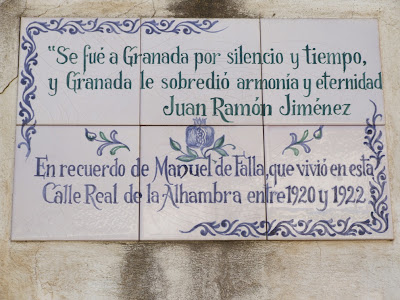 “Se fué a Granada por silencio y tiempo,
y Granada le sobredió armonía y eternidad
Juan Ramón Jiménez
En recuerdo de Manuel de Falla, que vivió en esta
Calle Real de la Alhambra entre 1920 y 1922